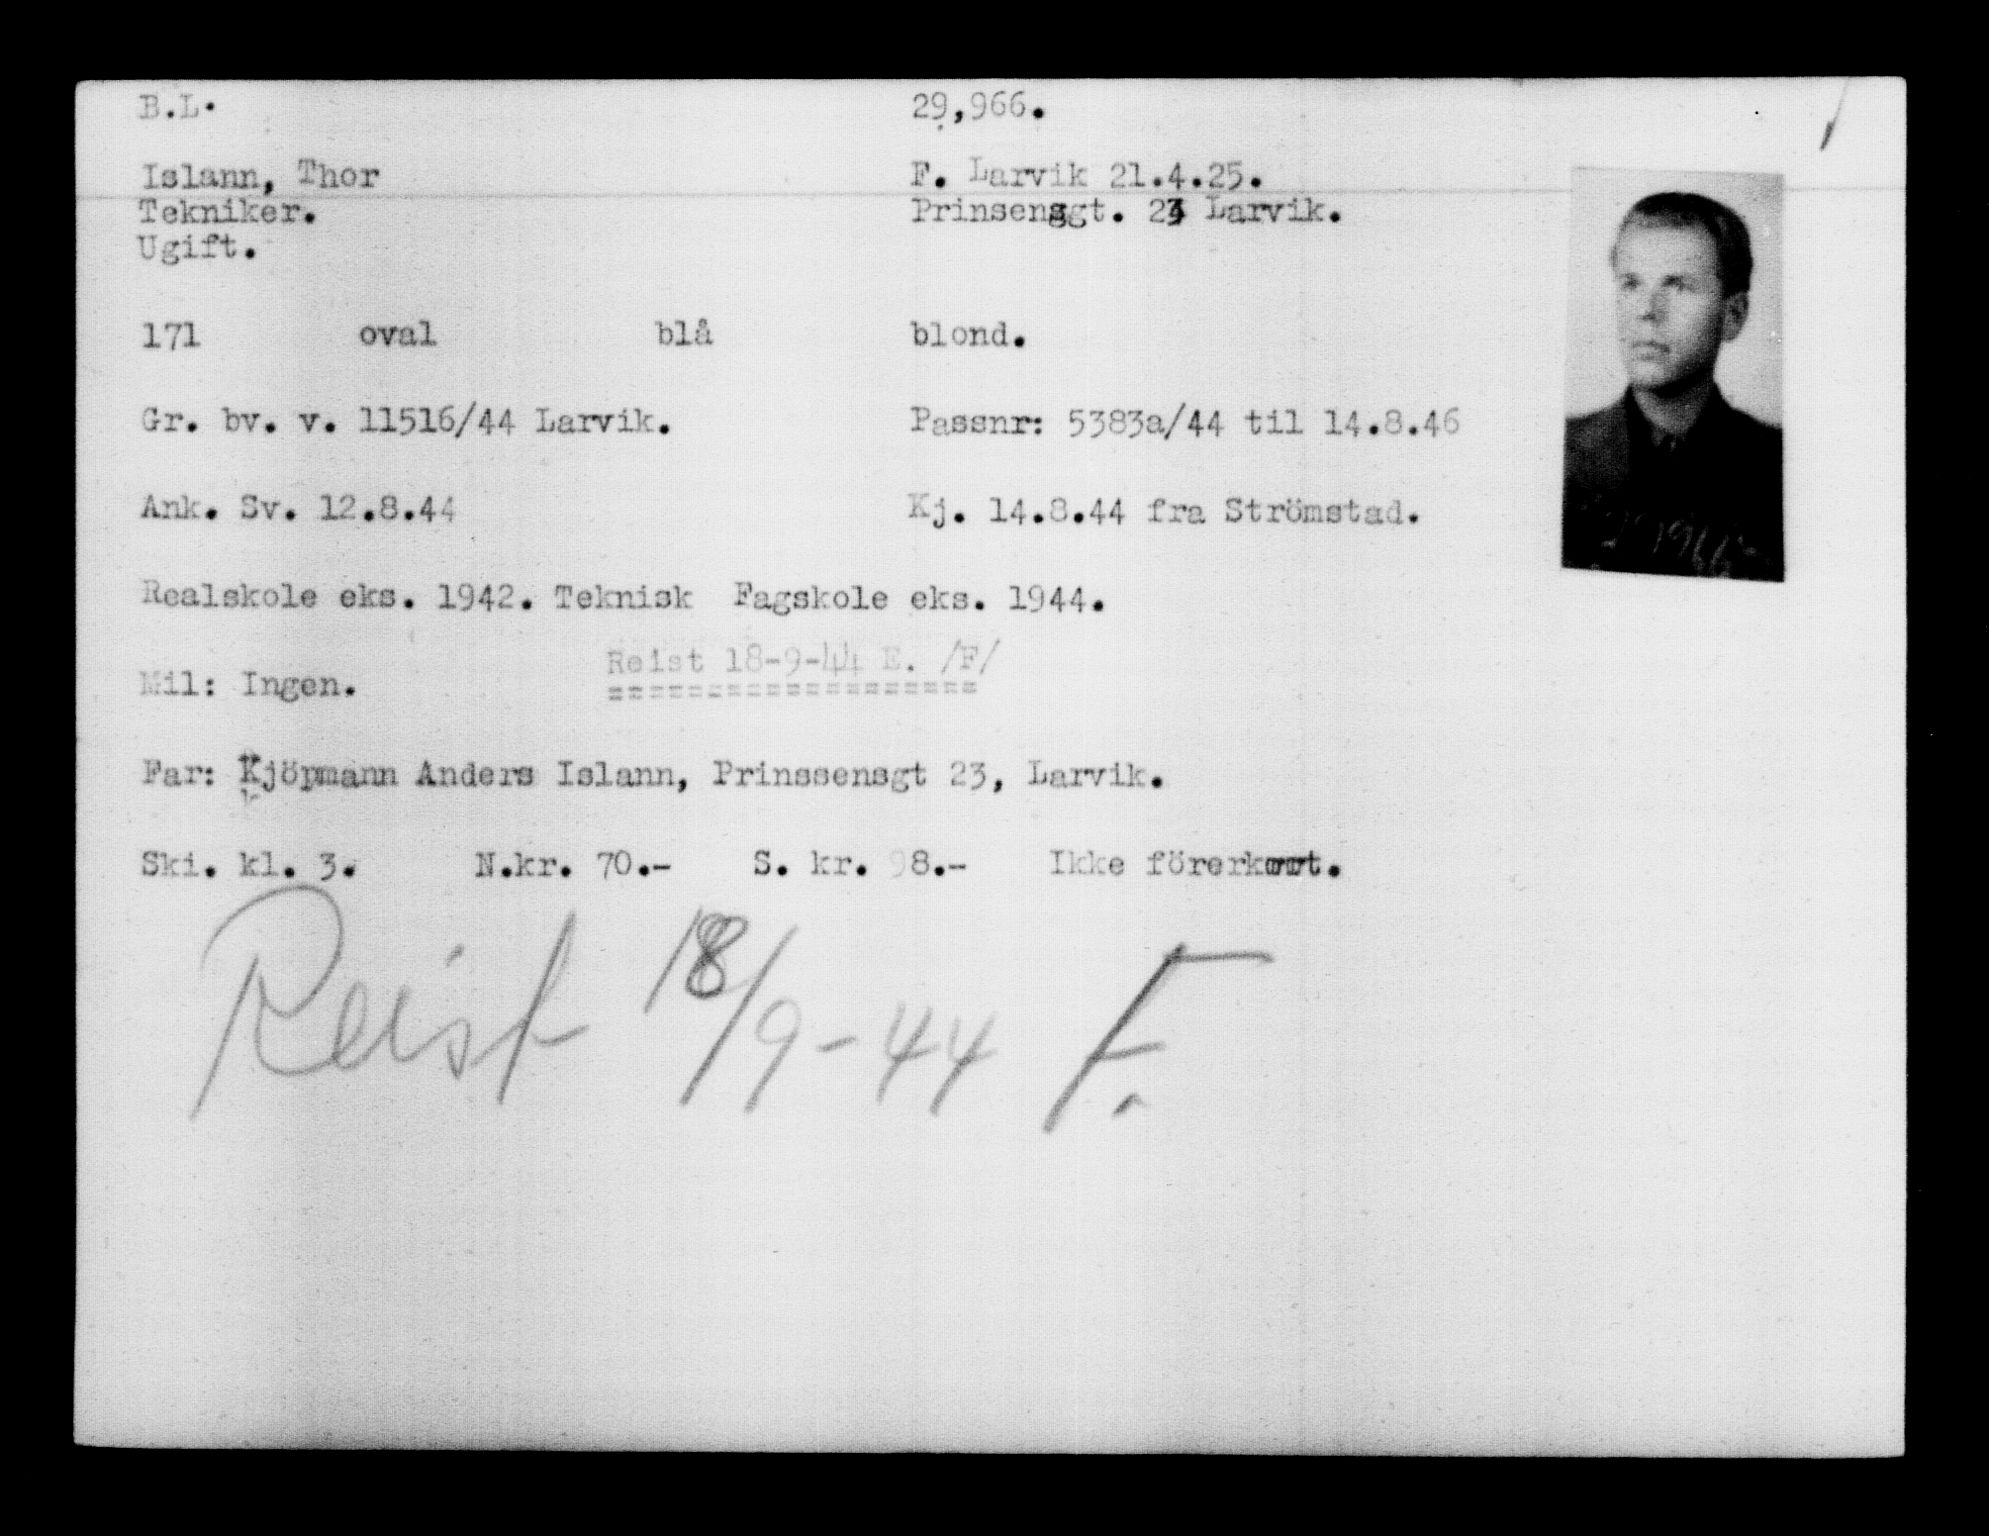 B.L. 29,966.
Islann, Thor F. Larvik 21.4.25.
Tekniker. Prinsensgt. 23 Larvik.
Ugift.
171 oval blå blond.
Gr. bv. v. 11516/44 Larvik. Passnr: 5383a/44 til 14.8.46
Ank. Sv. 12.8.44 Kj. 14.8.44 fra Strömstad.
Realskole eks. 1942. Teknisk Fagskole eks. 1944.
Reist 18-9-44 E. /F/
Mil: Ingen.
====================
Far: Kjöpmann Anders Islann, Prinssensgt 23, Larvik.
Ski. kl. 3. N.kr. 70.- S. kr. 98.- Ikke förerkort.
Reist 18/9-44 F.
29966